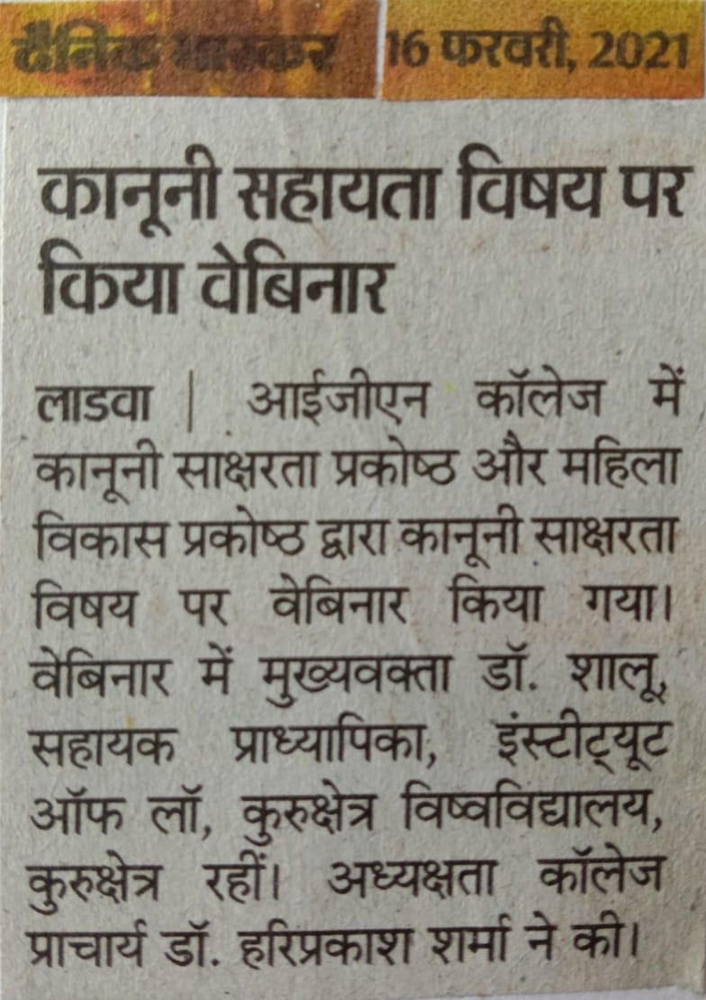 दैनिक भास्कर 16 फरवरी, 2021
कानूनी सहायता विषय पर
किया वेबिनार
लाडवा | आईजीएन कॉलेज में
कानूनी साक्षरता प्रकोष्ठ और महिला
विकास प्रकोष्ठ द्वारा कानूनी साक्षरता
विषय पर वेबिनार किया गया।
वेबिनार में मुख्यवक्ता डॉ. शालू,
सहायक प्राध्यापिका, इंस्टीट्यूट
ऑफ लॉ, कुरुक्षेत्र विष्वविद्यालय,
कुरुक्षेत्र रहीं। अध्यक्षता कॉलेज
प्राचार्य डॉ. हरिप्रकाश शर्मा ने की।